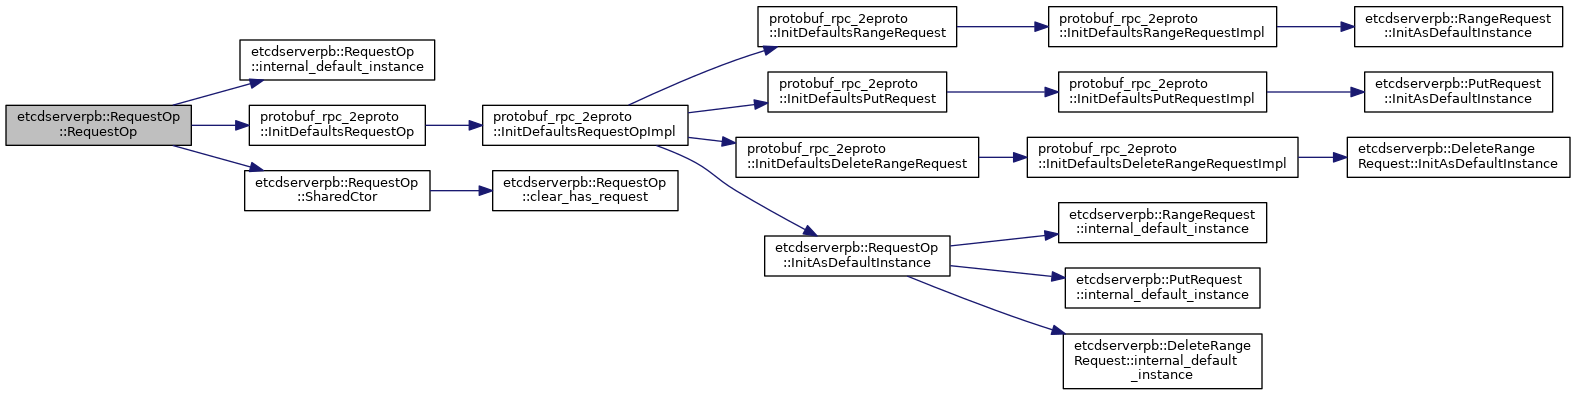 etcdserverpb::RequestOp
::RequestOp
etcdserverpb::RequestOp
::internal_default_instance
protobuf_rpc_2eproto
::InitDefaultsRequestOp
etcdserverpb::RequestOp
::SharedCtor
protobuf_rpc_2eproto
::InitDefaultsRequestOpImpl
etcdserverpb::RequestOp
::clear_has_request
protobuf_rpc_2eproto
::InitDefaultsRangeRequest
protobuf_rpc_2eproto
::InitDefaultsRangeRequestImpl
etcdserverpb::RangeRequest
::InitAsDefaultInstance
protobuf_rpc_2eproto
::InitDefaultsPutRequest
protobuf_rpc_2eproto
::InitDefaultsPutRequestImpl
etcdserverpb::PutRequest
::InitAsDefaultInstance
protobuf_rpc_2eproto
::InitDefaultsDeleteRangeRequest
protobuf_rpc_2eproto
::InitDefaultsDeleteRangeRequestImpl
etcdserverpb::DeleteRange
Request::InitAsDefaultInstance
etcdserverpb::RequestOp
::InitAsDefaultInstance
etcdserverpb::RangeRequest
::internal_default_instance
etcdserverpb::PutRequest
::internal_default_instance
etcdserverpb::DeleteRange
Request::internal_default
_instance